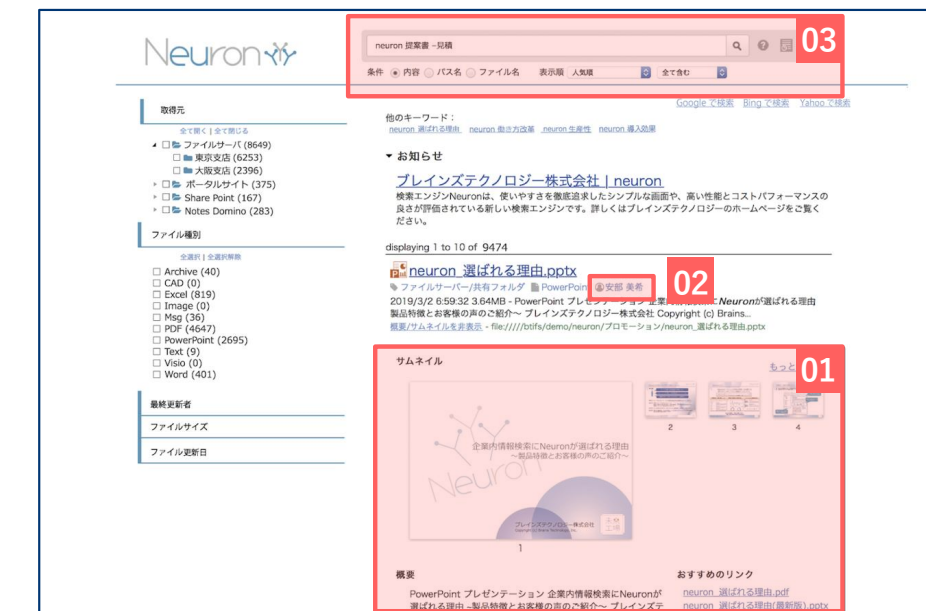 Neuron
neuron 提案書 –見積
03
条件 内容 パス名 ファイル名 表示順 人気順 全て含む
Google で検索 Bing で検索 Yahoo で検索
取得元
全て開く | 全て閉じる
ファイルサーバ (8649)
東京支店 (6253)
大阪支店 (2396)
ポータルサイト (375)
Share Point (167)
Notes Domino (283)
ファイル種別
全選択 | 全選択解除
Archive (40)
CAD (0)
Excel (819)
Image (0)
Msg (36)
PDF (4647)
PowerPoint (2695)
Text (9)
Visio (0)
Word (401)
最終更新者
ファイルサイズ
ファイル更新日
他のキーワード：
neuron 選ばれる理由 neuron 働き方改革 neuron 生産性 neuron 導入効果
お知らせ
ブレインズテクノロジー株式会社 | neuron
検索エンジンNeuronは、使いやすさを徹底追求したシンプルな画面や、高い性能とコストパフォーマンスの
良さが評価されている新しい検索エンジンです。詳しくはブレインズテクノロジーのホームページをご覧く
ださい。
displaying 1 to 10 of 9474
neuron_選ばれる理由.pptx
02
ファイルサーバー/共有フォルダ PowerPoint 安部 美希
2019/3/2 6:59:32 3.64MB - PowerPoint プレゼンテーション 企業内情報検索にNeuronが選ばれる理由
製品特徴とお客様の声のご紹介～ ブレインズテクノロジー株式会社 Copyright (c) Brains...
概要/サムネイルを非表示 - file://///btifs/demo/neuron/プロモーション/neuron_選ばれる理由.pptx
サムネイル
もっと
01
企業内情報検索にNeuronが選ばれる理由
～製品特徴とお客様の声のご紹介～
Neuron
ブレインズテクノロジー株式会社
1
2
3
4
概要
PowerPoint プレゼンテーション 企業内情報検索にNeuronが
選ばれる理由 ~製品特徴とお客様の声のご紹介～ ブレインズテ
おすすめのリンク
neuron_選ばれる理由.pdf
neuron_選ばれる理由(最新版).pptx